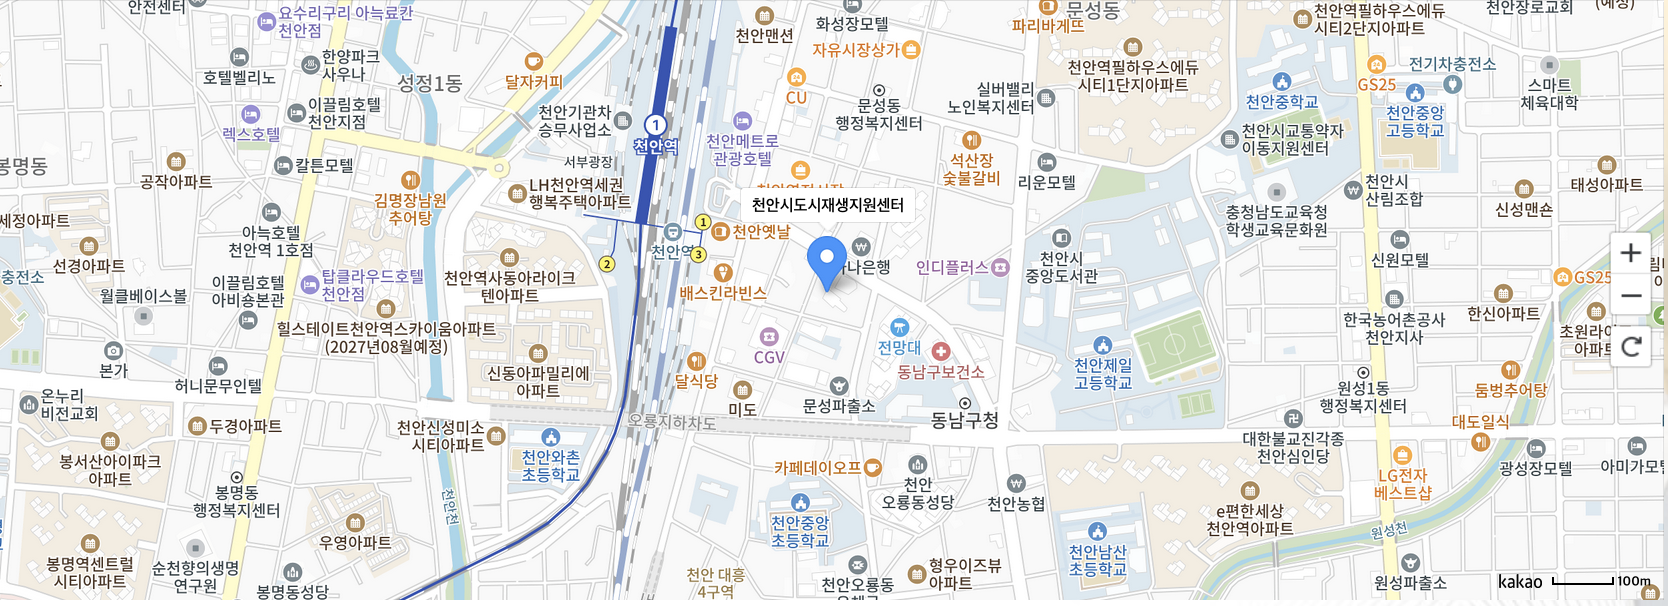 안전센터
요수리구리 아늑료칸
천안점
천안맨션
화성장모텔
파리바게뜨
문성동
천안역필하우스에듀
시티2단지아파트
천안장로교회
(예정)
한양파크
사우나
호텔벨리노
성정1동
달자커피
자유시장상가
천안역필하우스에듀
시티1단지아파트
GS25
전기차충전소
스마트
체육대학
이끌림호텔
천안지점
렉스호텔
천안기관차
승무사업소
1
천안역
CU
문성동
행정복지센터
실버밸리
노인복지센터
천안중학교
천안중앙
고등학교
천안메트로
관광호텔
천안시교통약자
이동지원센터
봉명동
공작아파트
칼튼모텔
서부광장
석산장
숯불갈비
리운모텔
태성아파트
김명장남원
추어탕
LH천안역세권
행복주택아파트
천안시도시재생지원센터
충청남도교육청
학생교육문화원
천안시
산림조합
신성맨숀
세정아파트
아늑호텔
천안역 1호점
1
천안옛날
천안역
3
2
천안시
중앙도서관
신원모텔
충전소
선경아파트
탑클라우드호텔
천안점
천안역사동아라이크
텐아파트
배스킨라빈스
하나은행
인디플러스
GS25
월클베이스볼
이끌림호텔
아비숑본관
힐스테이트천안역스카이움아파트
(2027년08월예정)
CGV
전망대
한국농어촌공사
천안지사
한신아파트
초원라이
아파트
본가
허니문무인텔
신동아파밀리에
아파트
달식당
동남구보건소
천안제일
고등학교
둠벙추어탕
온누리
비전교회
미도
문성파출소
동남구청
원성1동
행정복지센터
두경아파트
천안신성미소
시티아파트
오룡지하차도
대한불교진각종
천안심인당
대도일식
봉서산아이파크
아파트
천안와촌
초등학교
카페데이오프
천안
오룡동성당
천안농협
LG전자
베스트샵
광성장모텔
아미가모텔
봉명동
행정복지센터
천안천
우영아파트
천안중앙
초등학교
e편한세상
천안역아파트
원성천
봉명역센트럴
시티아파트
순천향의생명
연구원
봉명동성당
천안 대흥
4구역
천안오룡동
형우이즈뷰
아파트
천안남산
초등학교
원성파출소
kakao
100m